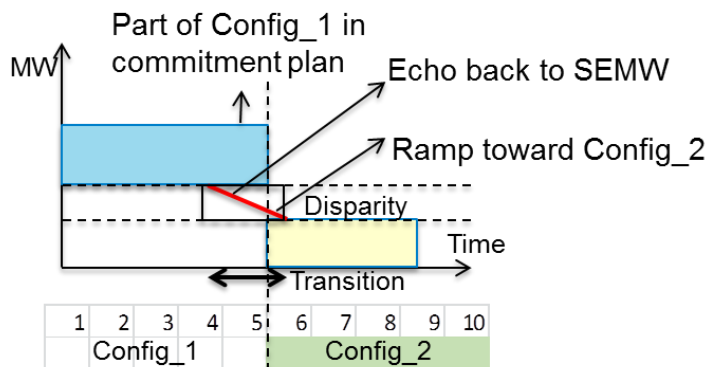 Part of Config_1 in
commitment plan
MW
Echo back to SEMW
Ramp toward Config_2
Disparity
Time
Transition
1 2 3 4 5 6 7 8 9 10
Config_1 Config_2